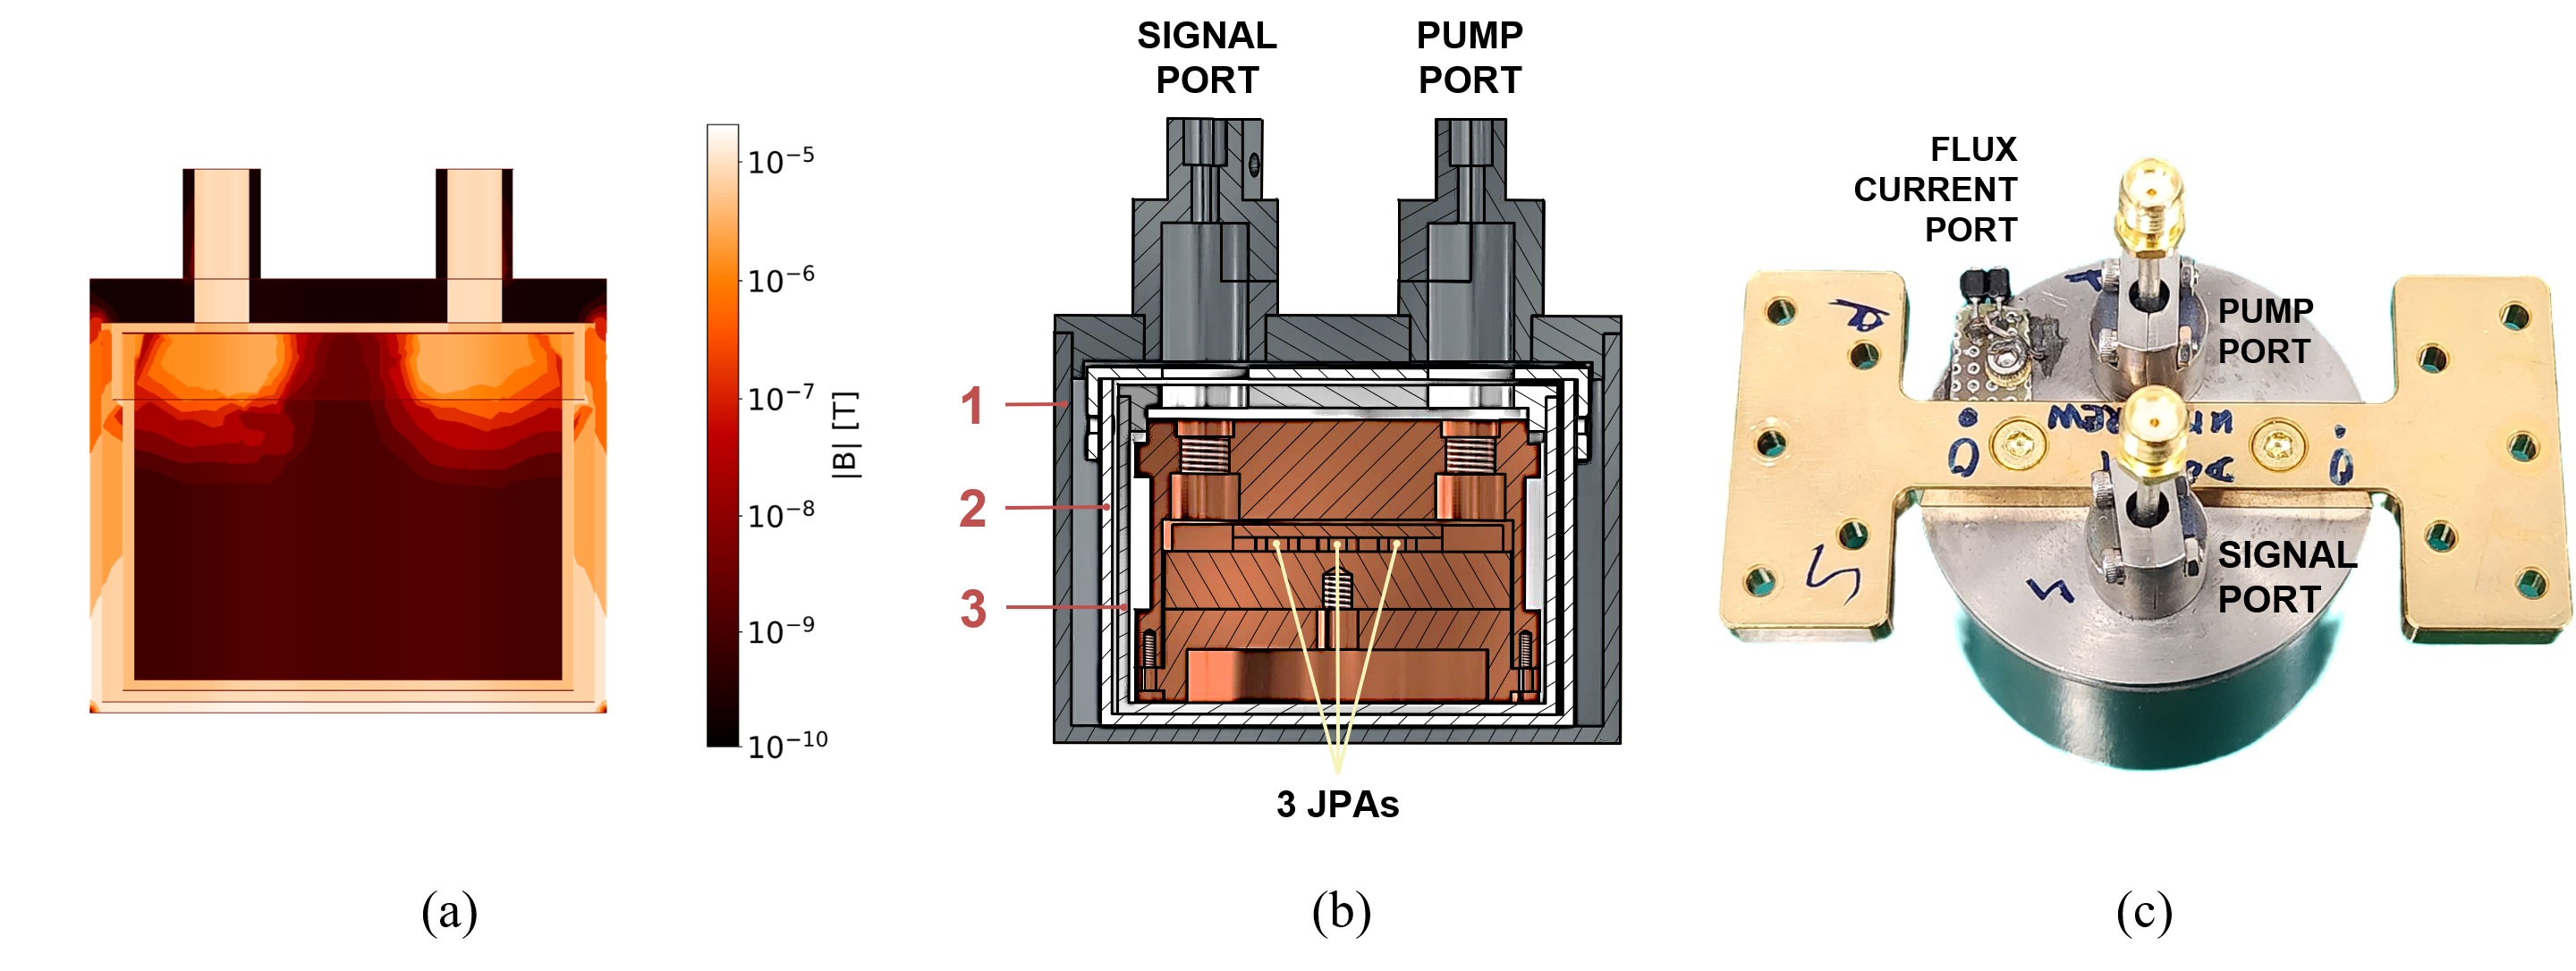 SIGNAL
PORT
PUMP
PORT
10⁻⁵
10⁻⁶
10⁻⁷
10⁻⁸
10⁻⁹
10⁻¹⁰
|B| [T]
1
2
3
3 JPAs
FLUX
CURRENT
PORT
PUMP
PORT
SIGNAL
PORT
(a)
(b)
(c)